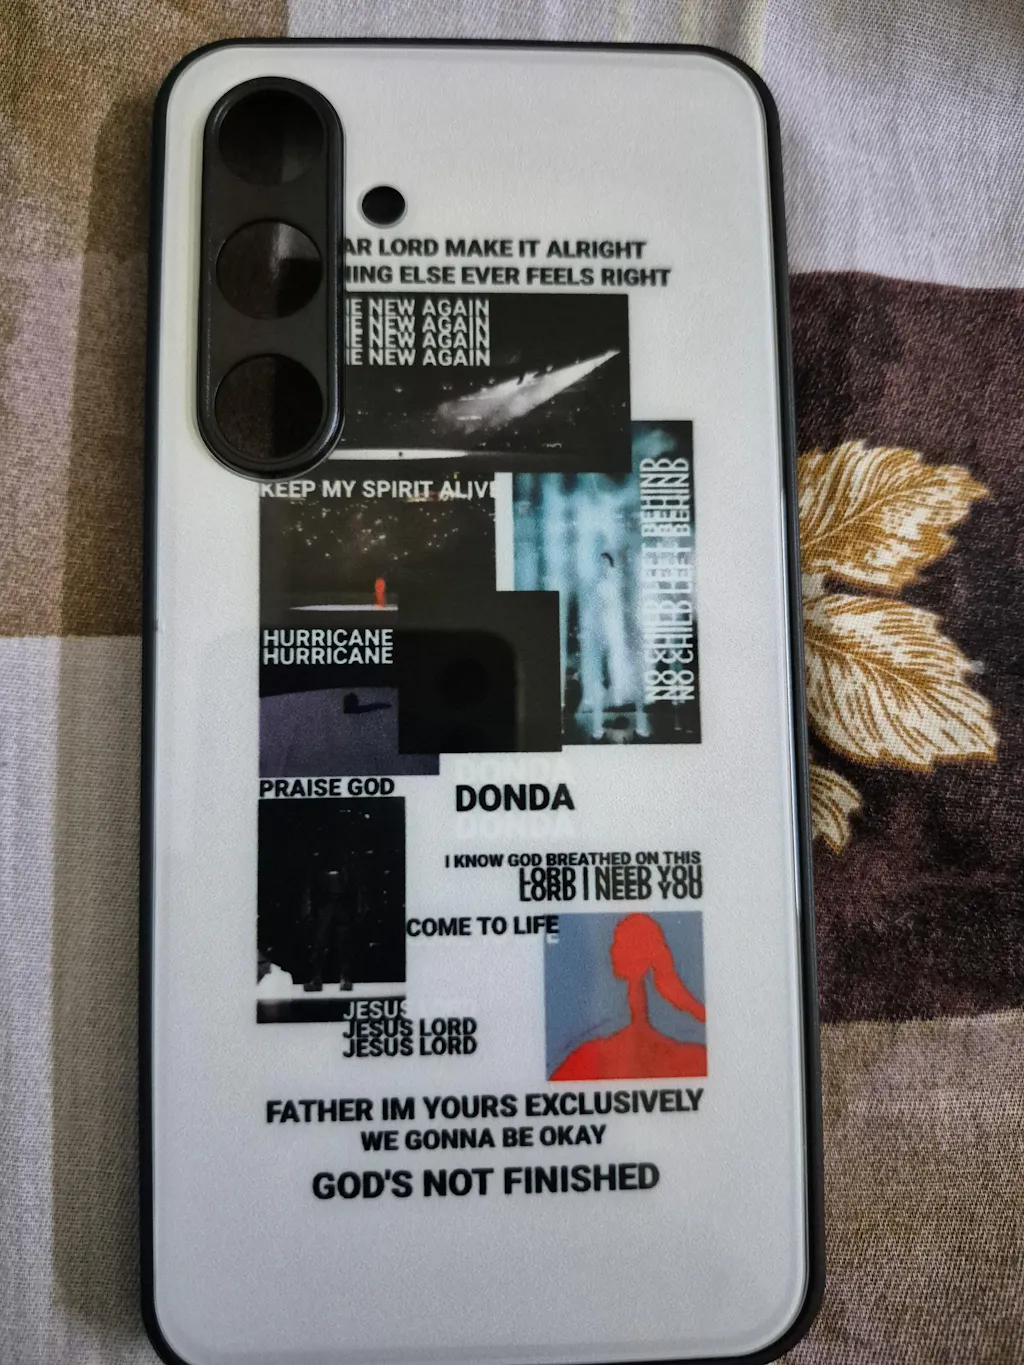 AR LORD MAKE IT ALRIGHT
HING ELSE EVER FEELS RIGHT
E NEW AGAIN
E NEW AGAIN
E NEW AGAIN
E NEW AGAIN
KEEP MY SPIRIT ALIVE
NO CHILD LEFT BEHIND
NO CHILD LEFT BEHIND
HURRICANE
HURRICANE
PRAISE GOD
DONDA
DONDA
DONDA
I KNOW GOD BREATHED ON THIS
LORD I NEED YOU
LORD I NEED YOU
COME TO LIFE
JESUS
JESUS LORD
JESUS LORD
FATHER IM YOURS EXCLUSIVELY
WE GONNA BE OKAY
GOD'S NOT FINISHED